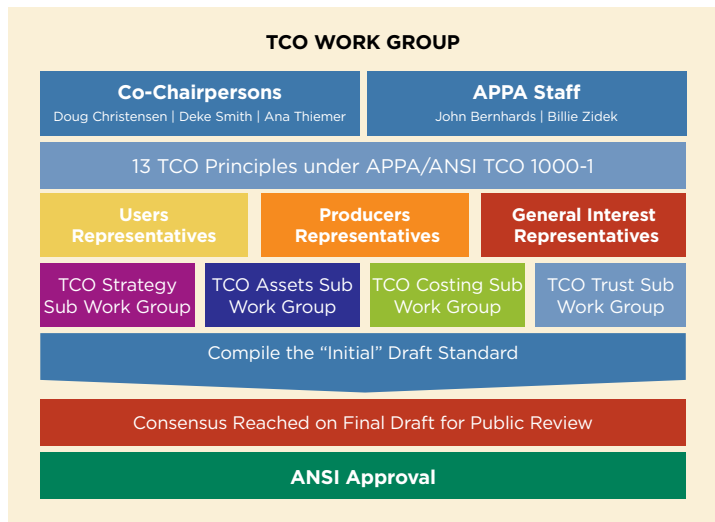 TCO WORK GROUP
Co-Chairpersons
Doug Christensen | Deke Smith | Ana Thiemer
APPA Staff
John Bernhards | Billie Zidek
13 TCO Principles under APPA/ANSI TCO 1000-1
Users
Representatives
Producers
Representatives
General Interest
Representatives
TCO Strategy
Sub Work Group
TCO Assets Sub
Work Group
TCO Costing Sub
Work Group
TCO Trust Sub
Work Group
Compile the “Initial” Draft Standard
Consensus Reached on Final Draft for Public Review
ANSI Approval